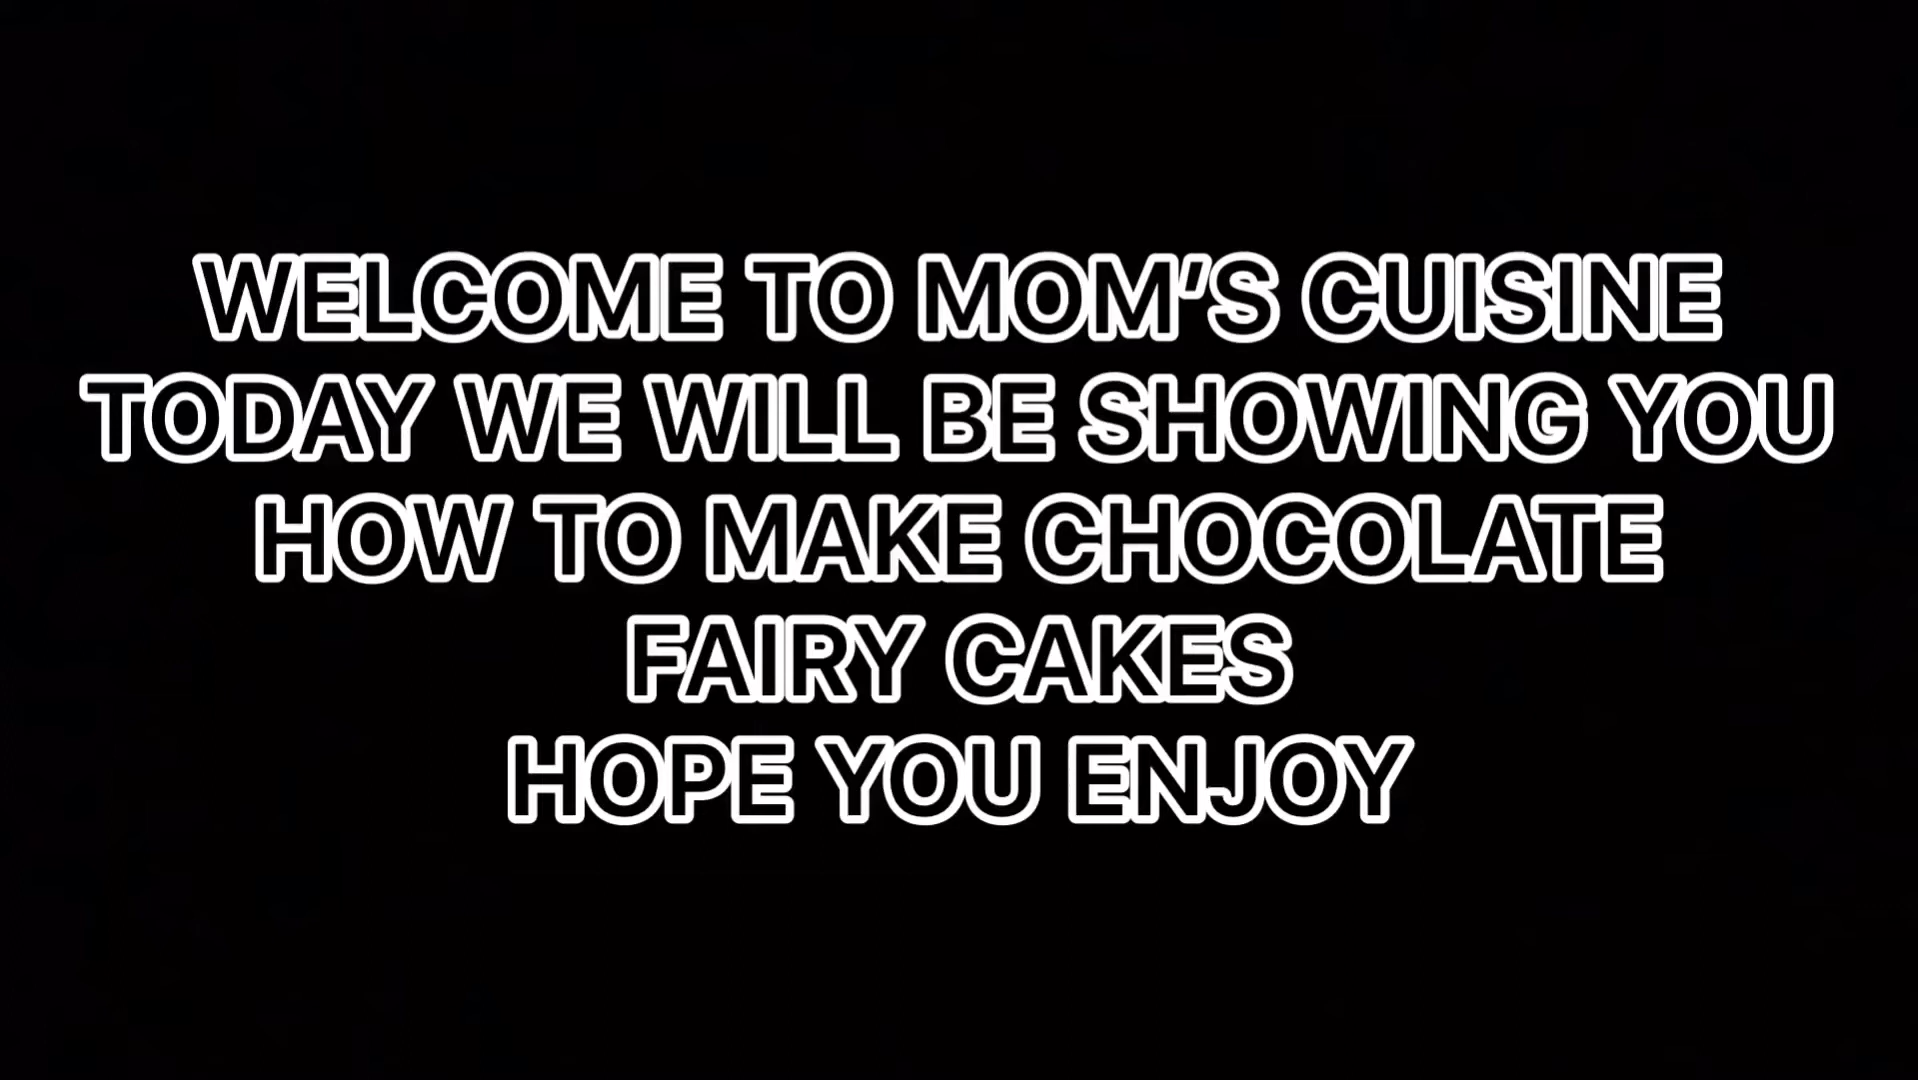 WELCOME TO MOM'S CUISINE
TODAY WE WILL BE SHOWING YOU
HOW TO MAKE CHOCOLATE
FAIRY CAKES
HOPE YOU ENJOY